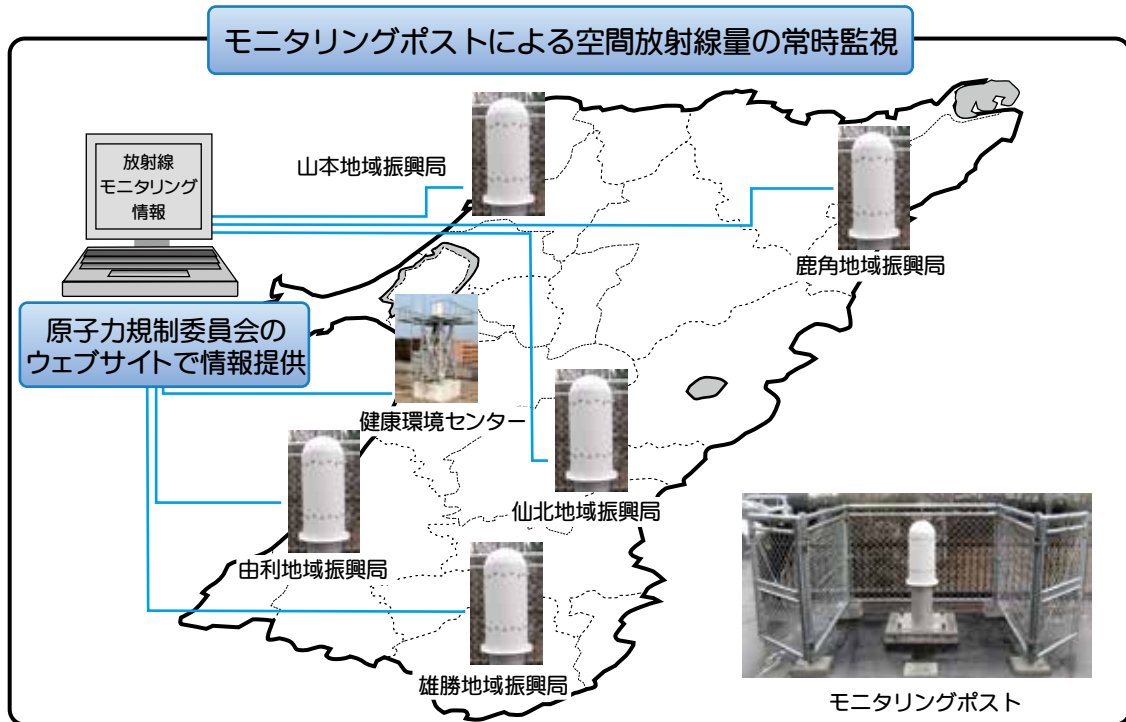 モニタリングポストによる空間放射線量の常時監視
放射線
モニタリング
情報
山本地域振興局
鹿角地域振興局
原子力規制委員会の
ウェブサイトで情報提供
健康環境センター
仙北地域振興局
由利地域振興局
雄勝地域振興局
モニタリングポスト